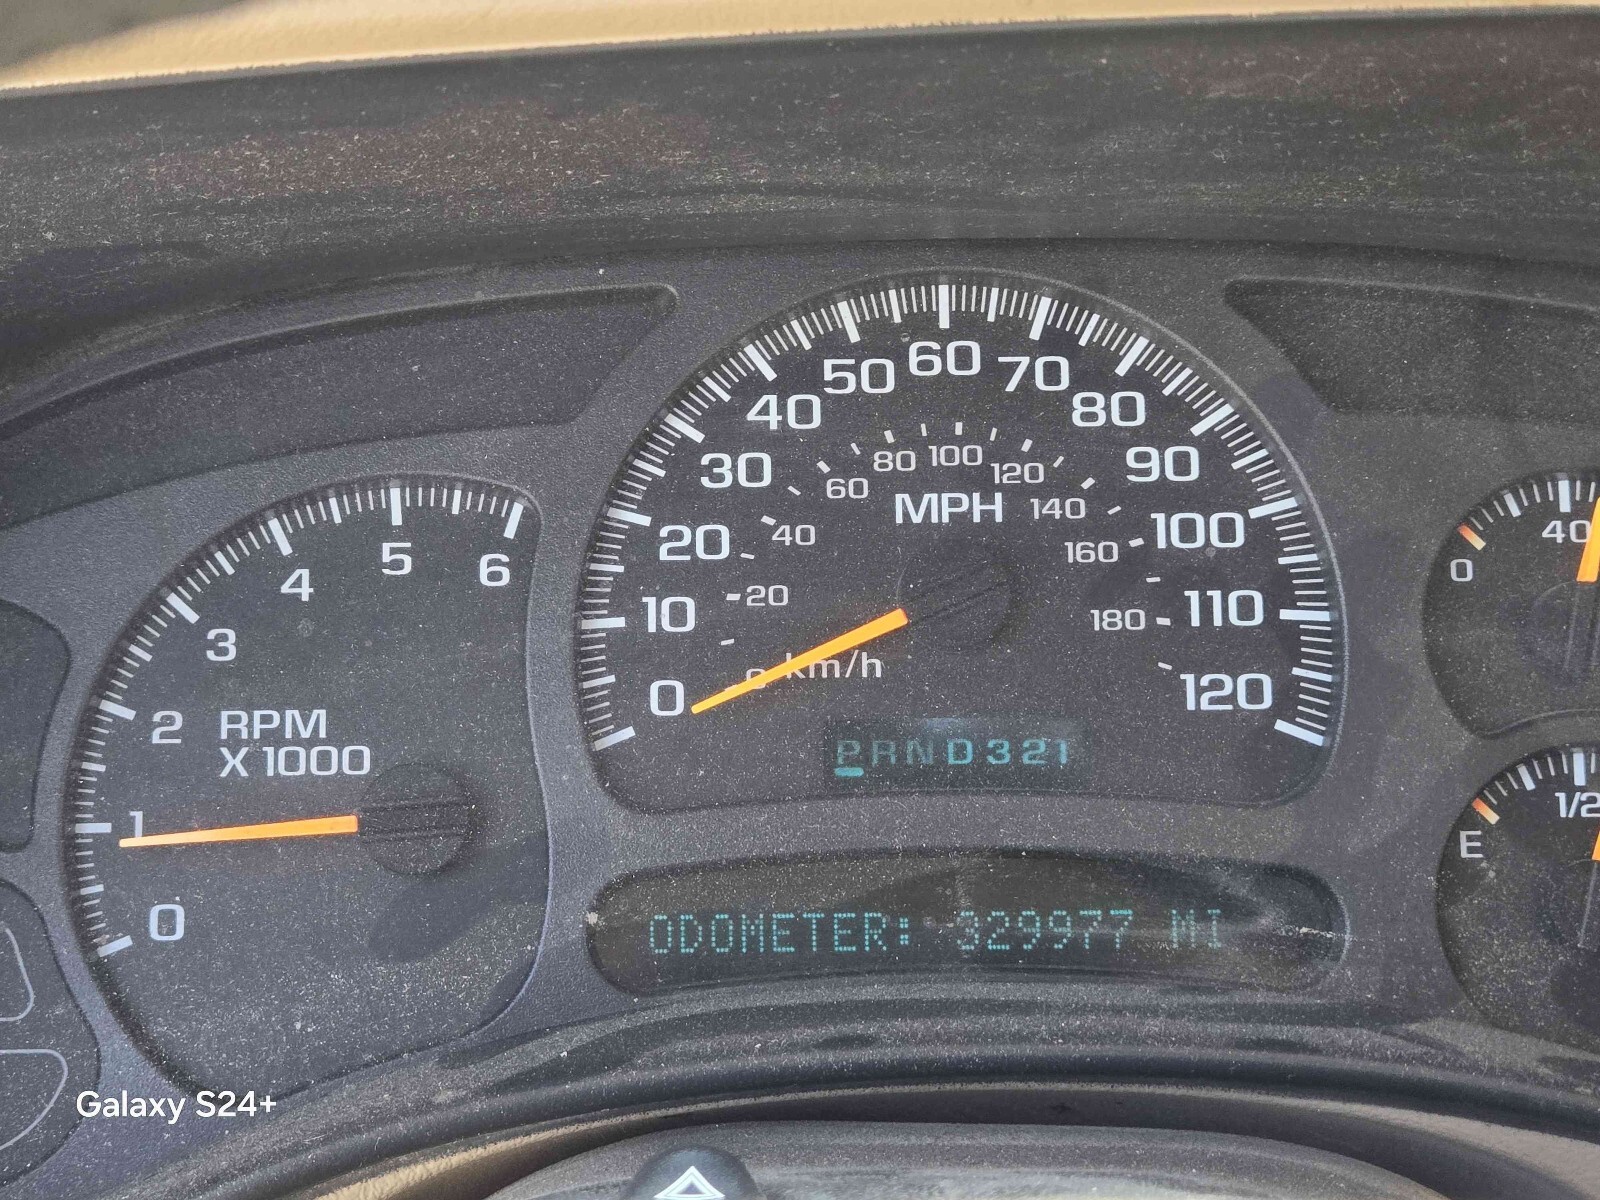 50 60 70
40 80
30 90
20 100
10 110
0 120
80 100 120
60 140
40 160
20 180
0
MPH
km/h
PRND321
6
5
4
3
2
1
0
RPM
X 1000
ODOMETER: 329977 MI
0 40
E 1/2
Galaxy S24+